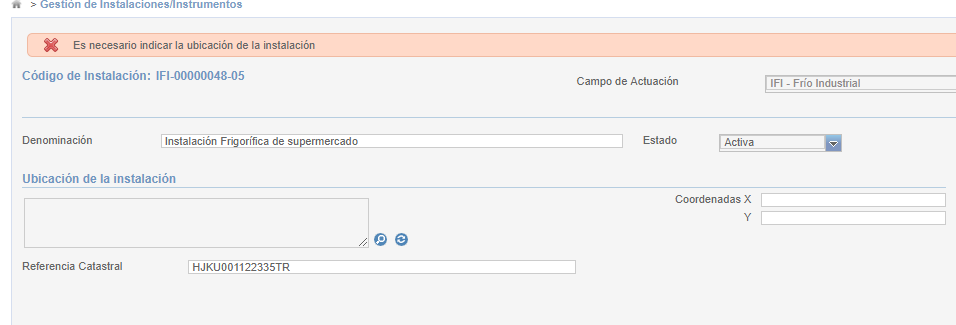 > Gestión de Instalaciones/Instrumentos
Es necesario indicar la ubicación de la instalación
Código de Instalación: IFI-00000048-05
Campo de Actuación IFI - Frío Industrial
Denominación Instalación Frigorífica de supermercado Estado Activa
Ubicación de la instalación
Coordenadas X
Y
Referencia Catastral HJKU001122335TR